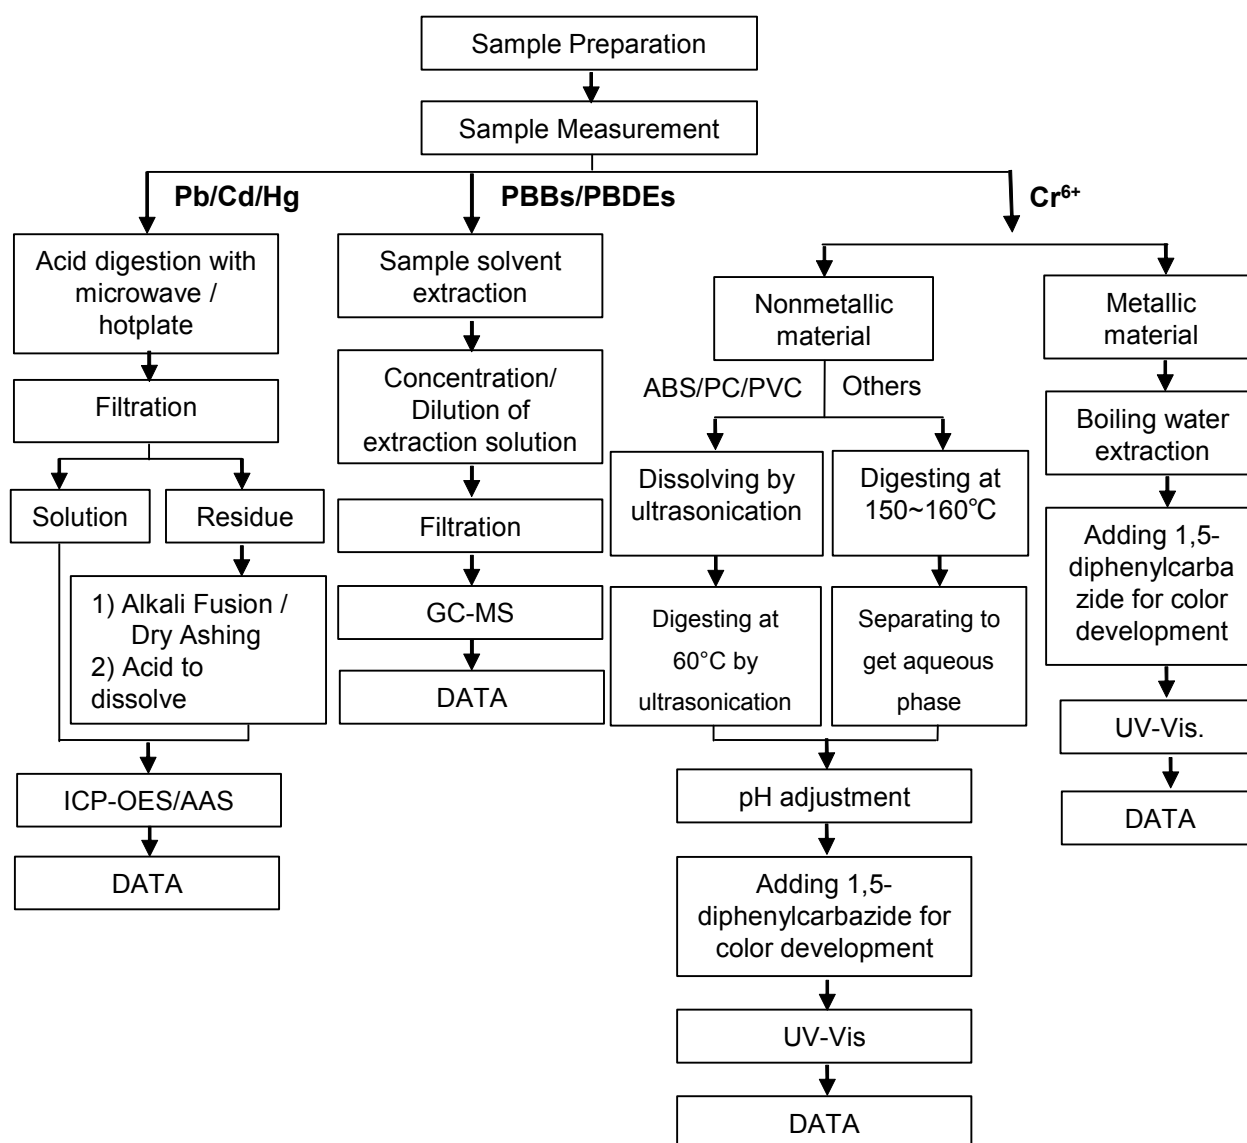 Sample Preparation
Sample Measurement
Pb/Cd/Hg
PBBs/PBDEs
Cr⁶⁺
Acid digestion with
microwave /
hotplate
Filtration
Solution
Residue
1) Alkali Fusion /
Dry Ashing
2) Acid to
dissolve
ICP-OES/AAS
DATA
Sample solvent
extraction
Concentration/
Dilution of
extraction solution
Filtration
GC-MS
DATA
Nonmetallic
material
ABS/PC/PVC
Others
Dissolving by
ultrasonication
Digesting at
60°C by
ultrasonication
Digesting at
150~160℃
Separating to
get aqueous
phase
pH adjustment
Adding 1,5-
diphenylcarbazide for
color development
UV-Vis
DATA
Metallic
material
Boiling water
extraction
Adding 1,5-
diphenylcarba
zide for color
development
UV-Vis.
DATA